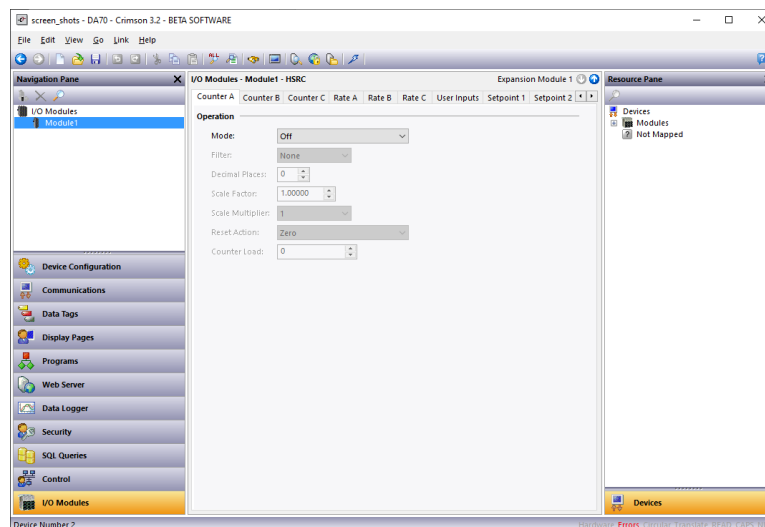 screen_shots - DA70 - Crimson 3.2 - BETA SOFTWARE
File Edit View Go Link Help
Navigation Pane
I/O Modules
Module1
Device Configuration
Communications
Data Tags
Display Pages
Programs
Web Server
Data Logger
Security
SQL Queries
Control
I/O Modules
I/O Modules - Module1 - HSRC Expansion Module 1
Counter A Counter B Counter C Rate A Rate B Rate C User Inputs Setpoint 1 Setpoint 2
Operation
Mode: Off
Filter: None
Decimal Places: 0
Scale Factor: 1.00000
Scale Multiplier: 1
Reset Action: Zero
Counter Load: 0
Resource Pane
Devices
Modules
Not Mapped
Devices
Device Number 2 Hardware Errors Circular Translate READ CAPS